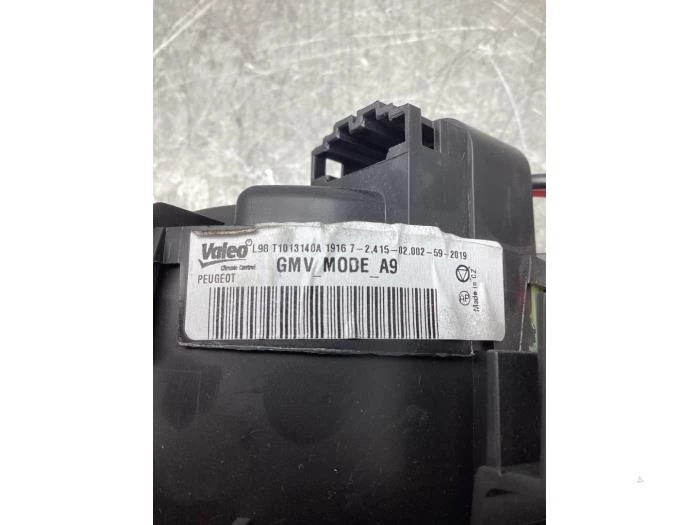 Valeo L98 T1013140A 1916 7-2,415-02.002-59-2019
Climate Control
PEUGEOT
GMV_MODE_A9
Made in CZ